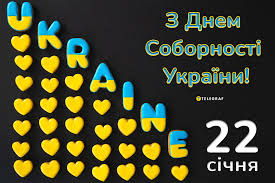 UKRAINE
З Днем
Соборності
України!
TELEGRAF
22
січня